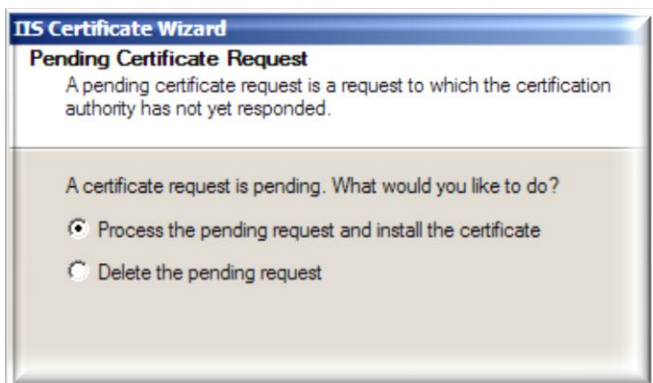 IIS Certificate Wizard
Pending Certificate Request
A pending certificate request is a request to which the certification
authority has not yet responded.
A certificate request is pending. What would you like to do?
Process the pending request and install the certificate
Delete the pending request